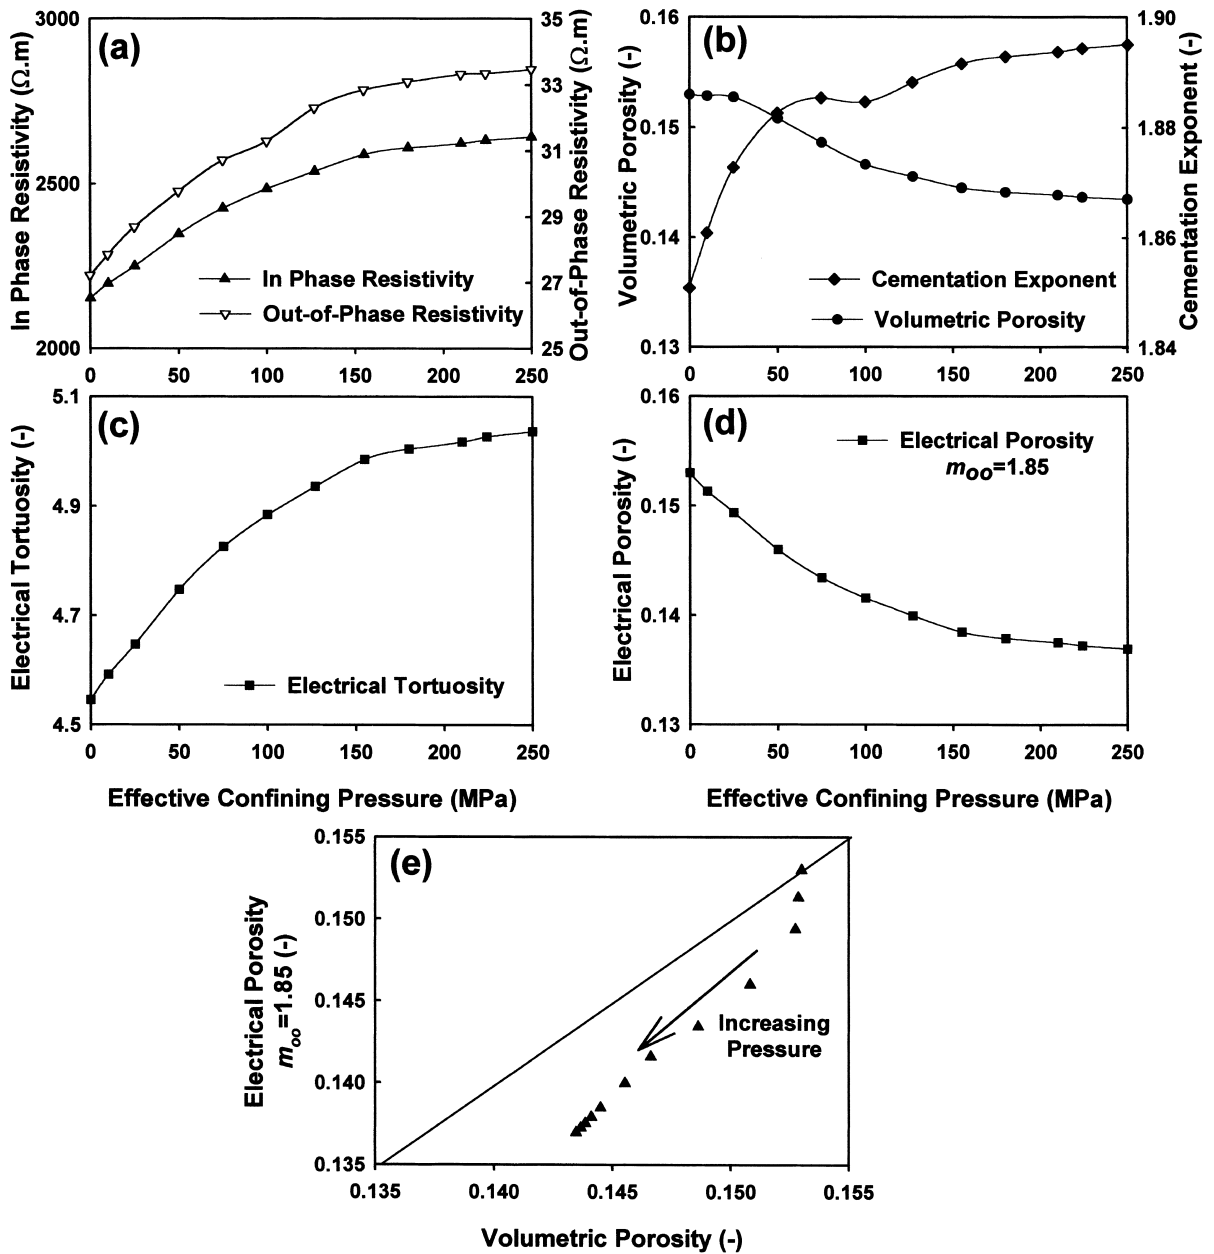 3000
2500
2000
In Phase Resistivity (Ω.m)
(a)
In Phase Resistivity
Out-of-Phase Resistivity
35
33
31
29
27
25
Out-of-Phase Resistivity (Ω.m)
0 50 100 150 200 250
0.16
0.15
0.14
0.13
Volumetric Porosity (-)
(b)
Cementation Exponent
Volumetric Porosity
1.90
1.88
1.86
1.84
Cementation Exponent (-)
0 50 100 150 200 250
5.1
4.9
4.7
4.5
Electrical Tortuosity (-)
(c)
Electrical Tortuosity
0 50 100 150 200 250
Effective Confining Pressure (MPa)
0.16
0.15
0.14
0.13
Electrical Porosity (-)
(d)
Electrical Porosity
moo=1.85
0 50 100 150 200 250
Effective Confining Pressure (MPa)
0.155
0.150
0.145
0.140
0.135
Electrical Porosity
moo=1.85 (-)
(e)
Increasing
Pressure
0.135 0.140 0.145 0.150 0.155
Volumetric Porosity (-)